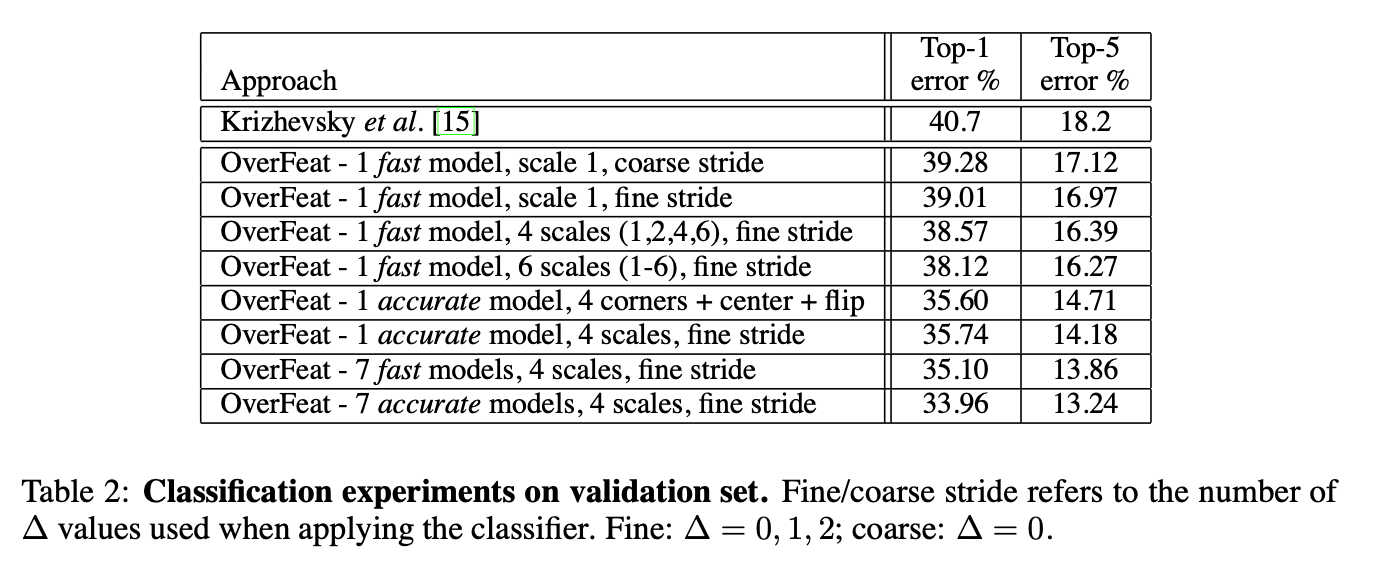 Approach Top-1 error % Top-5 error %
Krizhevsky et al. [15] 40.7 18.2
OverFeat - 1 fast model, scale 1, coarse stride 39.28 17.12
OverFeat - 1 fast model, scale 1, fine stride 39.01 16.97
OverFeat - 1 fast model, 4 scales (1,2,4,6), fine stride 38.57 16.39
OverFeat - 1 fast model, 6 scales (1-6), fine stride 38.12 16.27
OverFeat - 1 accurate model, 4 corners + center + flip 35.60 14.71
OverFeat - 1 accurate model, 4 scales, fine stride 35.74 14.18
OverFeat - 7 fast models, 4 scales, fine stride 35.10 13.86
OverFeat - 7 accurate models, 4 scales, fine stride 33.96 13.24
Table 2: Classification experiments on validation set. Fine/coarse stride refers to the number of
Δ values used when applying the classifier. Fine: Δ = 0, 1, 2; coarse: Δ = 0.